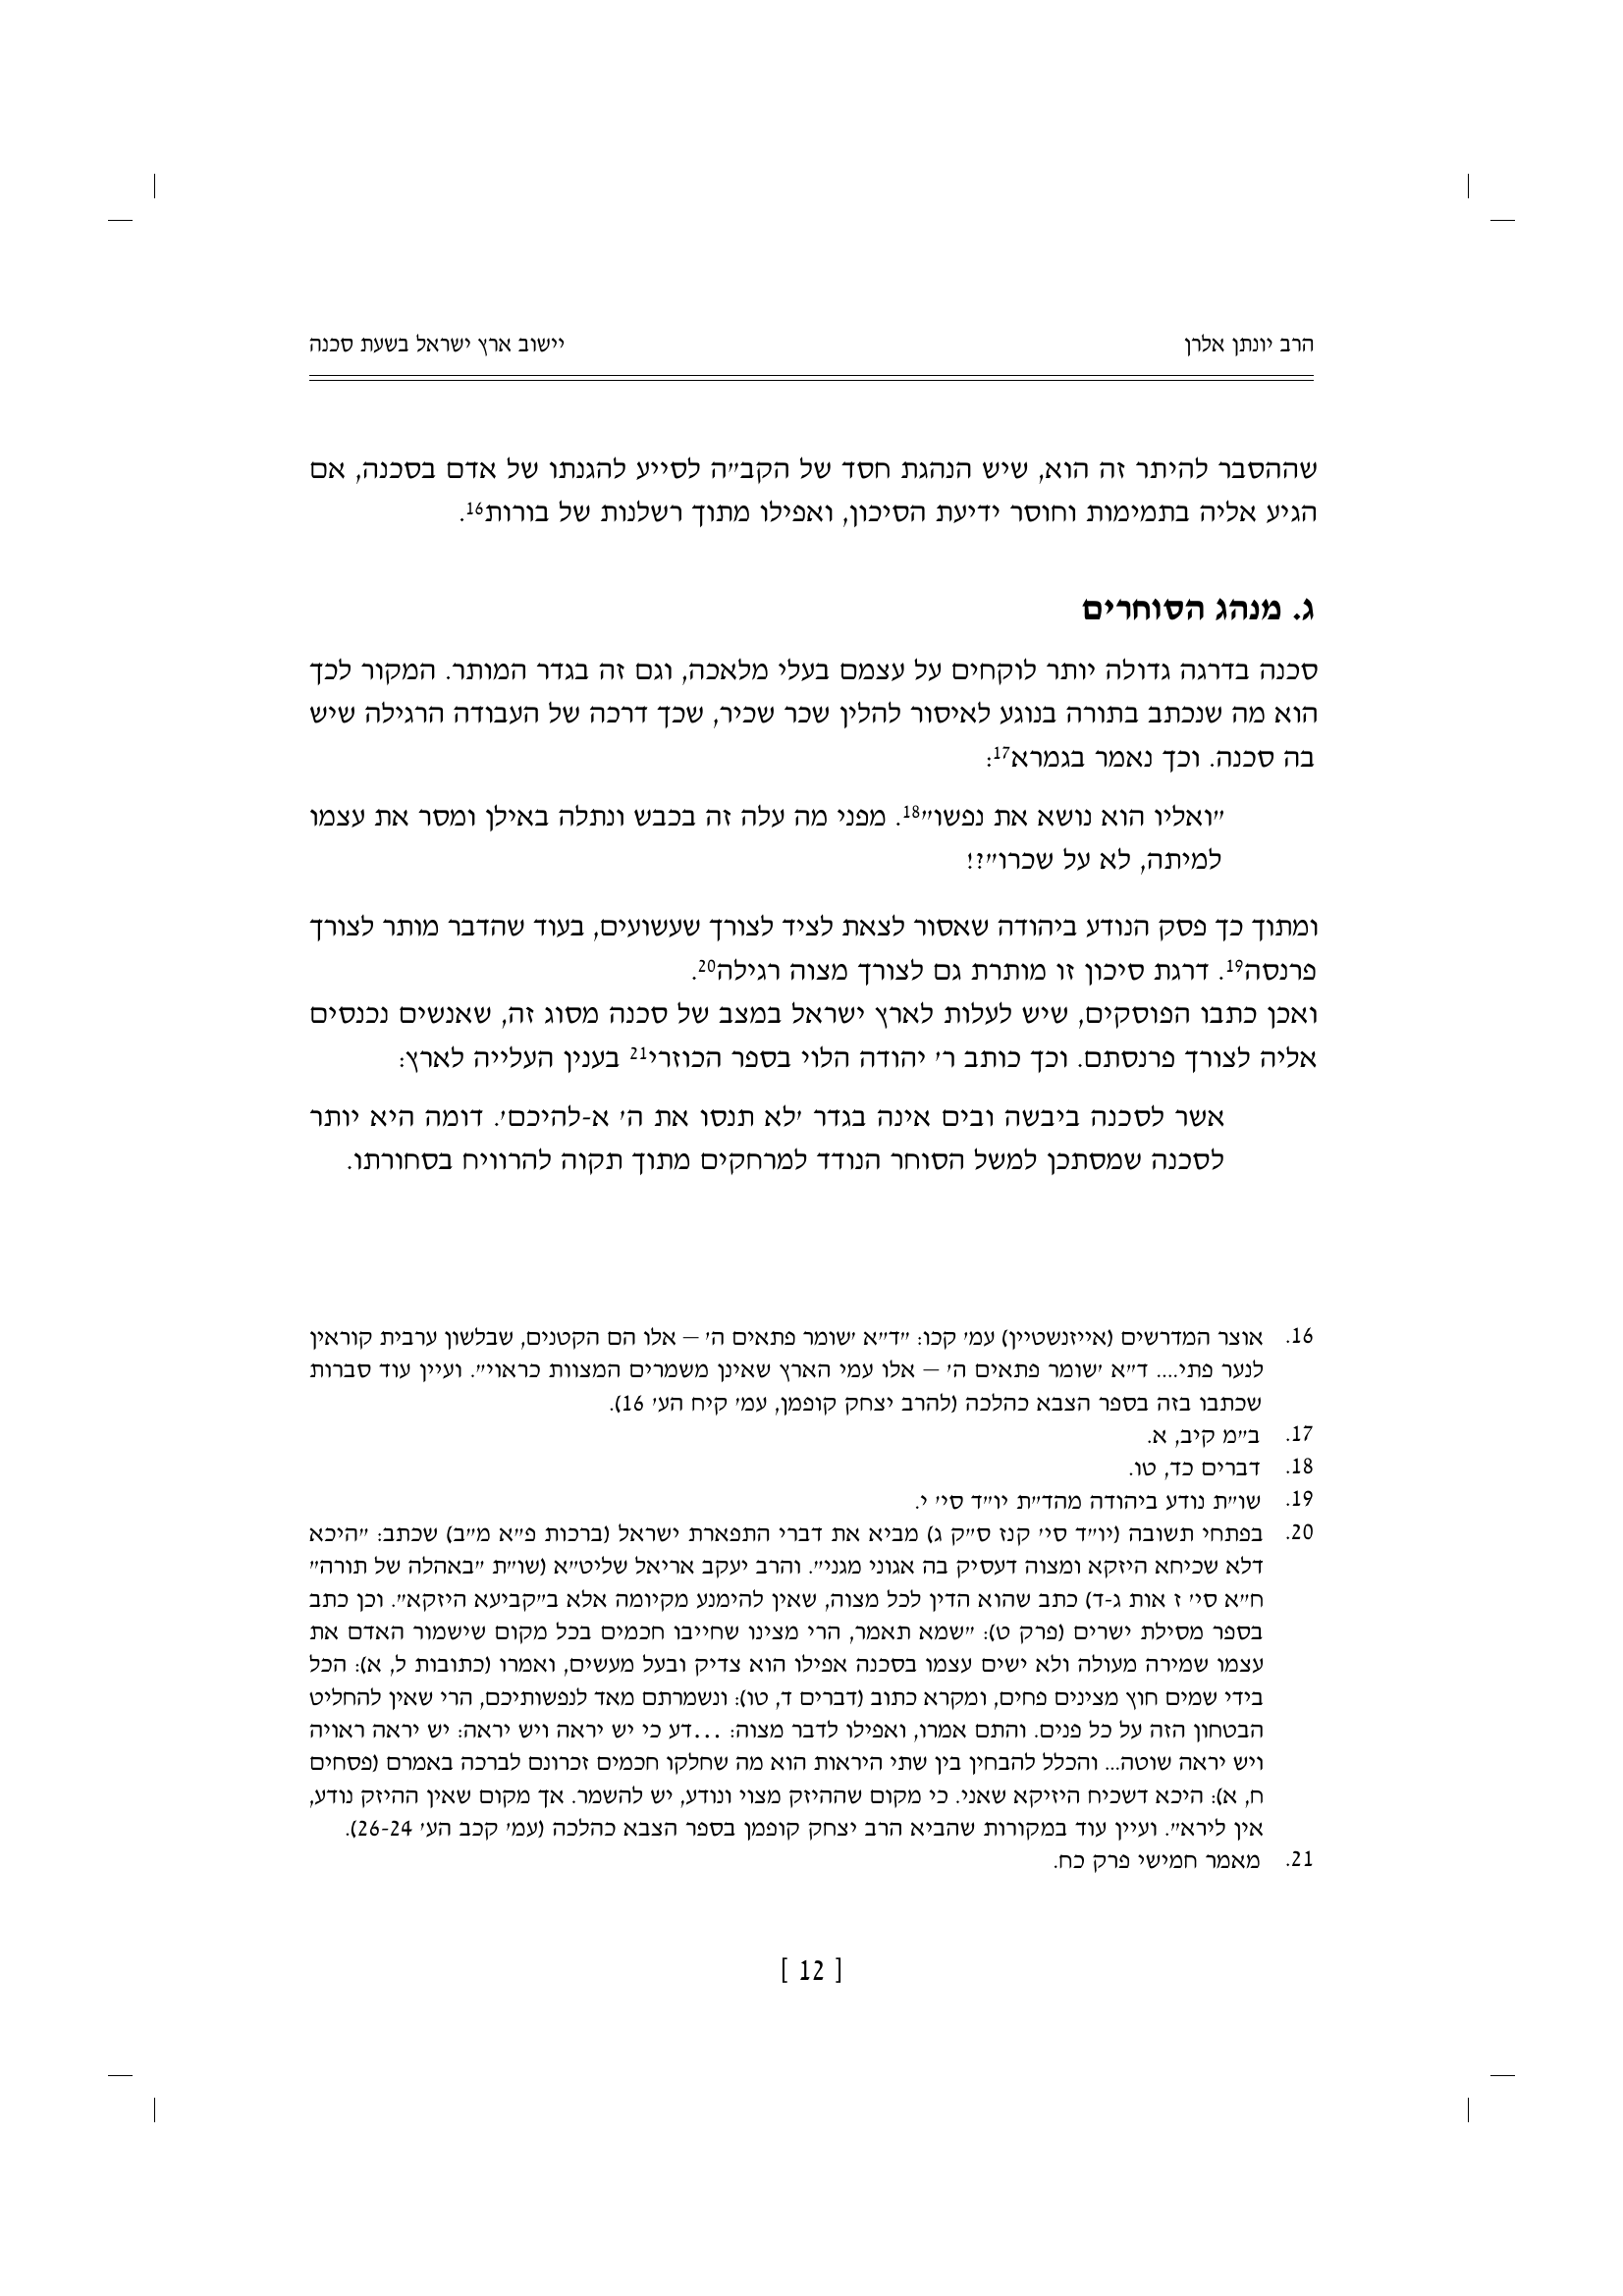 הרב יונתן אלרן
יישוב ארץ ישראל בשעת סכנה
שההסבר להיתר זה הוא, שיש הנהגת חסד של הקב״ה לסייע להגנתו של אדם בסכנה, אם
הגיע אליה בתמימות וחוסר ידיעת הסיכון, ואפילו מתוך רשלנות של בורות16.
ג. מנהג הסוחרים
סכנה בדרגה גדולה יותר לוקחים על עצמם בעלי מלאכה, וגם זה בגדר המותר. המקור לכך
הוא מה שנכתב בתורה בנוגע לאיסור להלין שכר שכיר, שכך דרכה של העבודה הרגילה שיש
בה סכנה. וכך נאמר בגמרא17:
״ואליו הוא נושא את נפשו״18. מפני מה עלה זה בכבש ונתלה באילן ומסר את עצמו
למיתה, לא על שכרו״?!
ומתוך כך פסק הנודע ביהודה שאסור לצאת לציד לצורך שעשועים, בעוד שהדבר מותר לצורך
פרנסה19. דרגת סיכון זו מותרת גם לצורך מצוה רגילה20.
ואכן כתבו הפוסקים, שיש לעלות לארץ ישראל במצב של סכנה מסוג זה, שאנשים נכנסים
אליה לצורך פרנסתם. וכך כותב ר׳ יהודה הלוי בספר הכוזרי21 בענין העלייה לארץ:
אשר לסכנה ביבשה ובים אינה בגדר ׳לא תנסו את ה׳ א-להיכם׳. דומה היא יותר
לסכנה שמסתכן למשל הסוחר הנודד למרחקים מתוך תקוה להרוויח בסחורתו.
16. אוצר המדרשים (אייזנשטיין) עמ׳ קכו: ״ד״א ׳שומר פתאים ה׳ – אלו הם הקטנים, שבלשון ערבית קוראין
לנער פתי.... ד״א ׳שומר פתאים ה׳ – אלו עמי הארץ שאינן משמרים המצוות כראוי״. ועיין עוד סברות
שכתבו בזה בספר הצבא כהלכה (להרב יצחק קופמן, עמ׳ קיח הע׳ 16).
17. ב״מ קיב, א.
18. דברים כד, טו.
19. שו״ת נודע ביהודה מהד״ת יו״ד סי׳ י.
20. בפתחי תשובה (יו״ד סי׳ קנז ס״ק ג) מביא את דברי התפארת ישראל (ברכות פ״א מ״ב) שכתב: ״היכא
דלא שכיחא היזקא ומצוה דעסיק בה אגוני מגני״. והרב יעקב אריאל שליט״א (שו״ת ״באהלה של תורה״
ח״א סי׳ ז אות ג-ד) כתב שהוא הדין לכל מצוה, שאין להימנע מקיומה אלא ב״קביעא היזקא״. וכן כתב
בספר מסילת ישרים (פרק ט): ״שמא תאמר, הרי מצינו שחייבו חכמים בכל מקום שישמור האדם את
עצמו שמירה מעולה ולא ישים עצמו בסכנה אפילו הוא צדיק ובעל מעשים, ואמרו (כתובות ל, א): הכל
בידי שמים חוץ מצינים פחים, ומקרא כתוב (דברים ד, טו): ונשמרתם מאד לנפשותיכם, הרי שאין להחליט
הבטחון הזה על כל פנים. והתם אמרו, ואפילו לדבר מצוה: ...דע כי יש יראה ויש יראה: יש יראה ראויה
ויש יראה שוטה... והכלל להבחין בין שתי היראות הוא מה שחלקו חכמים זכרונם לברכה באמרם (פסחים
ח, א): היכא דשכיח היזיקא שאני. כי מקום שההיזק מצוי ונודע, יש להשמר. אך מקום שאין ההיזק נודע,
אין לירא״. ועיין עוד במקורות שהביא הרב יצחק קופמן בספר הצבא כהלכה (עמ׳ קכב הע׳ 26-24).
21. מאמר חמישי פרק כח.
[ 12 ]